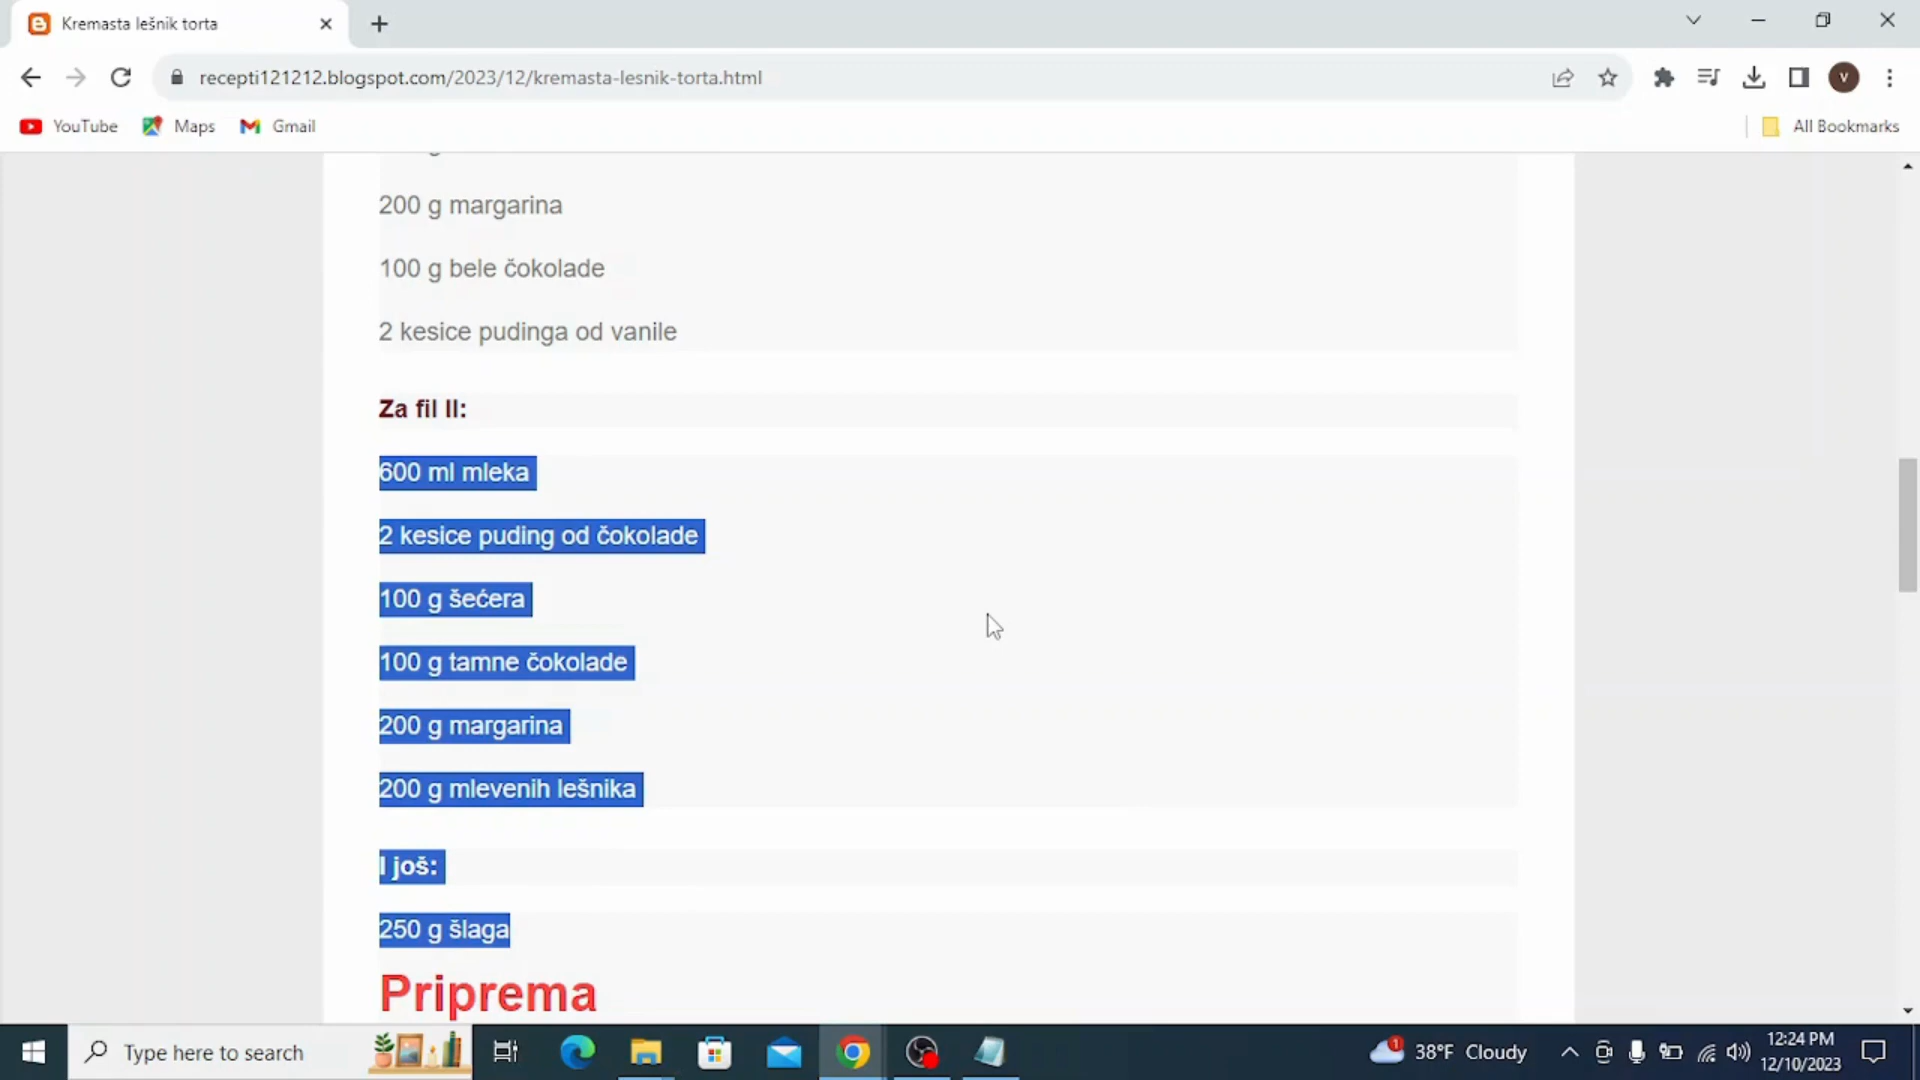 Kremasta lešnik torta
recepti121212.blogspot.com/2023/12/kremasta-lesnik-torta.html
V
YouTube
Maps
Gmail
All Bookmarks
200 g margarina
100 g bele čokolade
2 kesice pudinga od vanile
Za fil II:
600 ml mleka
2 kesice puding od čokolade
100 g šećera
100 g tamne čokolade
200 g margarina
200 g mlevenih lešnika
I još:
250 g šlaga
Priprema
Type here to search
1
38°F Cloudy
12:24 PM
12/10/2023